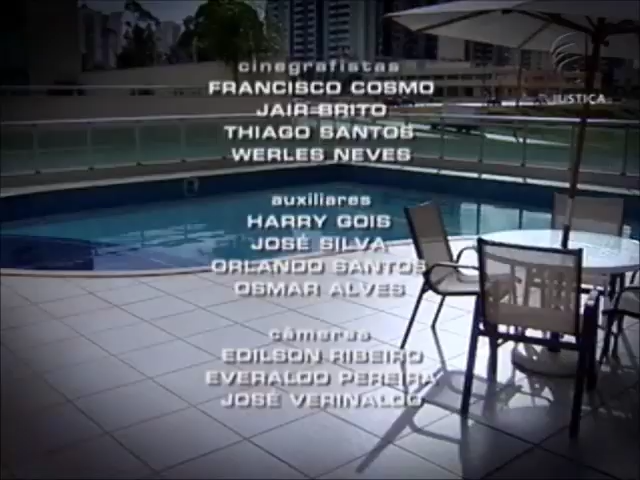 TV JUSTIÇA
cinegrafistas
FRANCISCO COSMO
JAIR BRITO
THIAGO SANTOS
WERLES NEVES
auxiliares
HARRY GOIS
JOSÉ SILVA
ORLANDO SANTOS
OSMAR ALVES
câmeras
EDILSON RIBEIRO
EVERALDO PEREIRA
JOSÉ VERINALDO